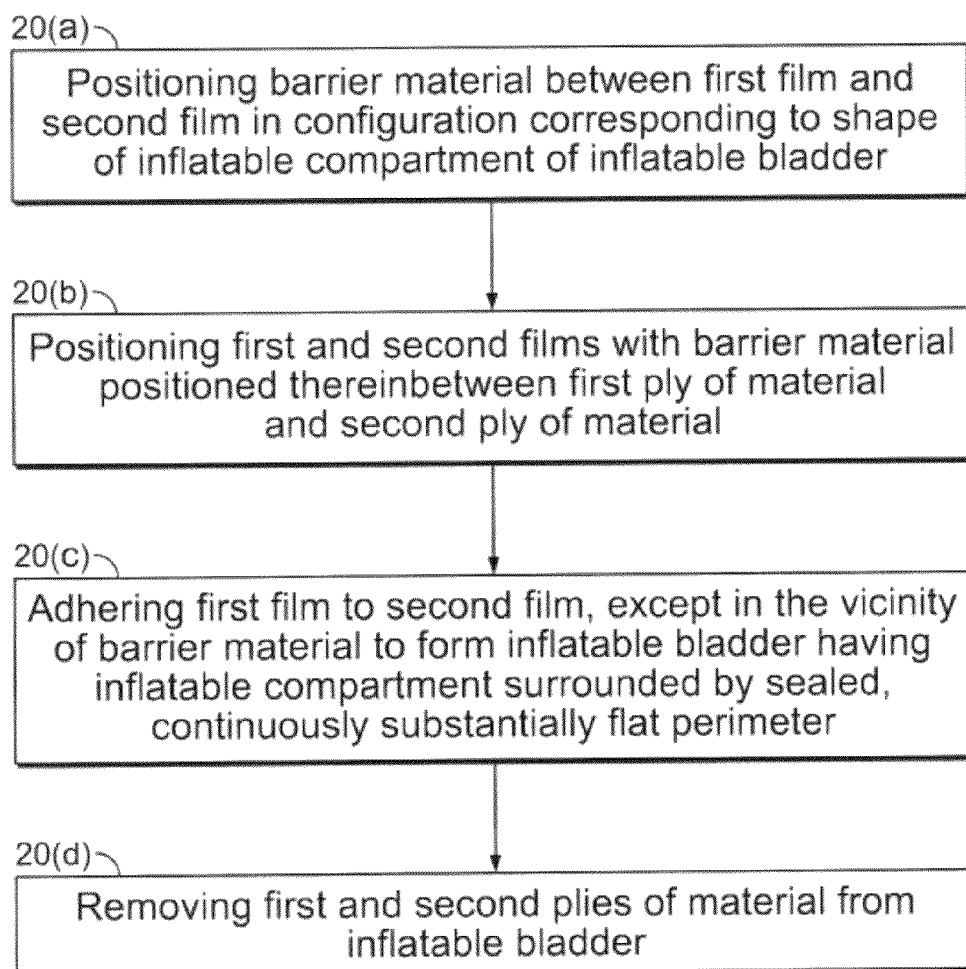 20(a)
Positioning barrier material between first film and
second film in configuration corresponding to shape
of inflatable compartment of inflatable bladder
20(b)
Positioning first and second films with barrier material
positioned thereinbetween first ply of material
and second ply of material
20(c)
Adhering first film to second film, except in the vicinity
of barrier material to form inflatable bladder having
inflatable compartment surrounded by sealed,
continuously substantially flat perimeter
20(d)
Removing first and second plies of material from
inflatable bladder